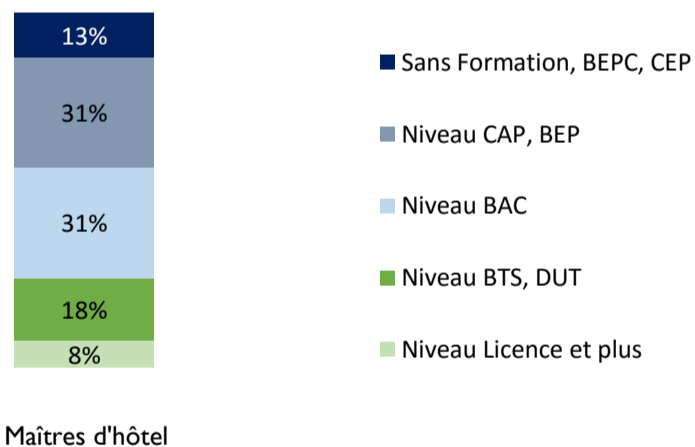 13%
31%
31%
18%
8%
Maîtres d'hôtel
Sans Formation, BEPC, CEP
Niveau CAP, BEP
Niveau BAC
Niveau BTS, DUT
Niveau Licence et plus